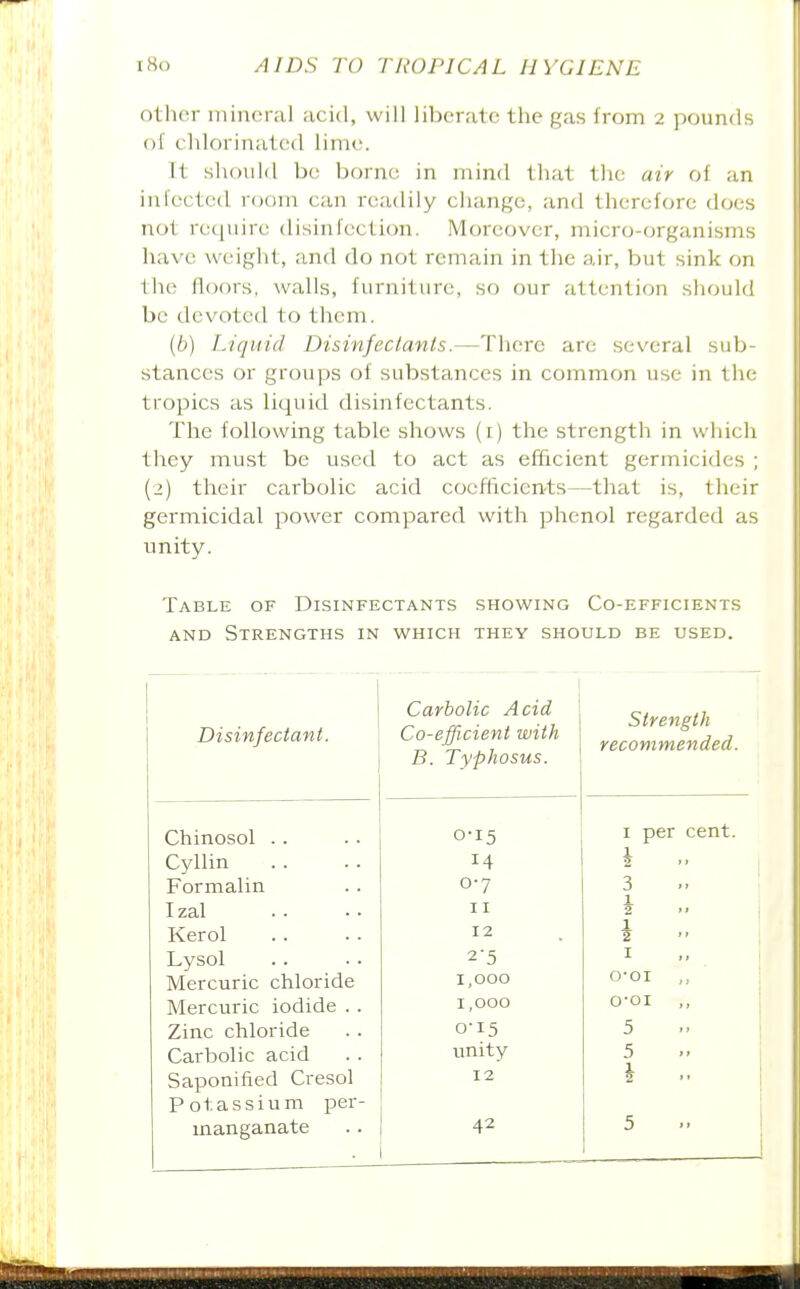 180 AIDS TO TROPICAL HYGIENE
other mineral acid, will liberate the gas from 2 pounds
of chlorinated lime.
It should be borne in mind that the air of an
infected room can readily change, and therefore does
not require disinfection. Moreover, micro-organisms
have weight, and do not remain in the air, but sink on
the floors, walls, furniture, so our attention should
be devoted to them.
(b) Liquid Disinfectants.—There are several sub-
stances or groups of substances in common use in the
tropics as liquid disinfectants.
The following table shows (1) the strength in which
they must be used to act as efficient germicides ;
(2) their carbolic acid coefficients—that is, their
germicidal power compared with phenol regarded as
unity.
Table of Disinfectants showing Co-efficients
and Strengths in which they should be used.
Disinfectant. Carbolic Acid Co-efficient with B. Typhosus. Strength recommended.
Chinosol . . . . 0·15 1 per cent.
Cyllin . . . . 14 ½ ,,
Formalin . . 0·7 3 ,,
Izal . . . . 11 ½ ,,
Kerol . . . . 12 ½ ,,
Lysol . . . . 2·5 1 ,,
Mercuric chloride 1,000 0·01 ,,
Mercuric iodide . . 1,000 0·01 ,,
Zinc chloride . . 0·15 5 ,,
Carbolic acid . . unity 5 ,,
Saponified Cresol 12 ½ ,,
Potassium per-
manganate . . 42 5 ,,